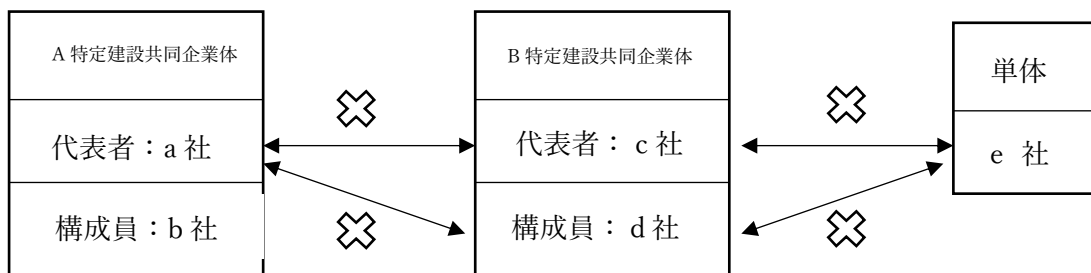 A 特定建設共同企業体
代表者：a 社
構成員：b 社
B 特定建設共同企業体
代表者： c 社
構成員： d 社
単体
e 社